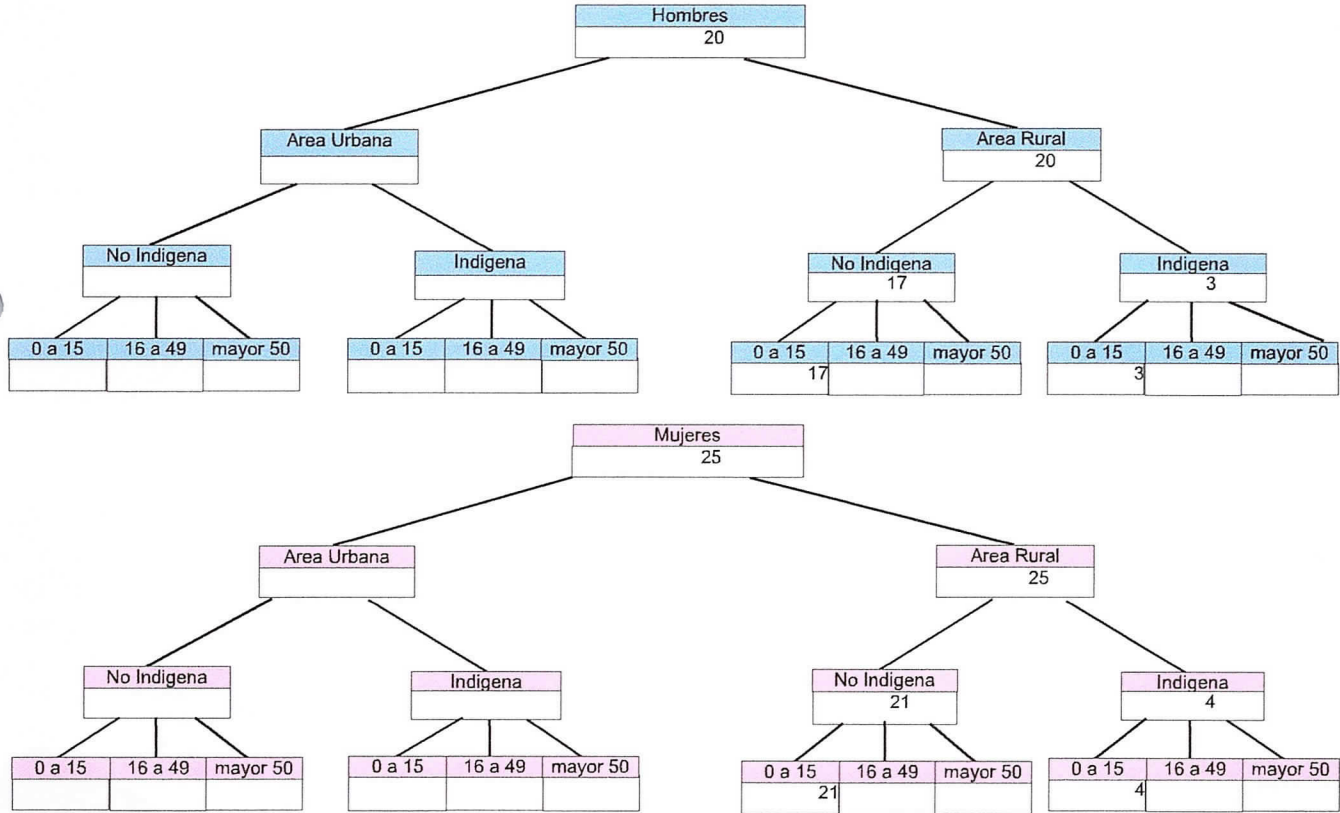 Hombres
20
Area Urbana
Area Rural
20
No Indigena
Indigena
No Indigena
17
Indigena
3
0 a 15 16 a 49 mayor 50
0 a 15 16 a 49 mayor 50
0 a 15 16 a 49 mayor 50
17
0 a 15 16 a 49 mayor 50
3
Mujeres
25
Area Urbana
Area Rural
25
No Indigena
Indigena
No Indigena
21
Indigena
4
0 a 15 16 a 49 mayor 50
0 a 15 16 a 49 mayor 50
0 a 15 16 a 49 mayor 50
21
0 a 15 16 a 49 mayor 50
4